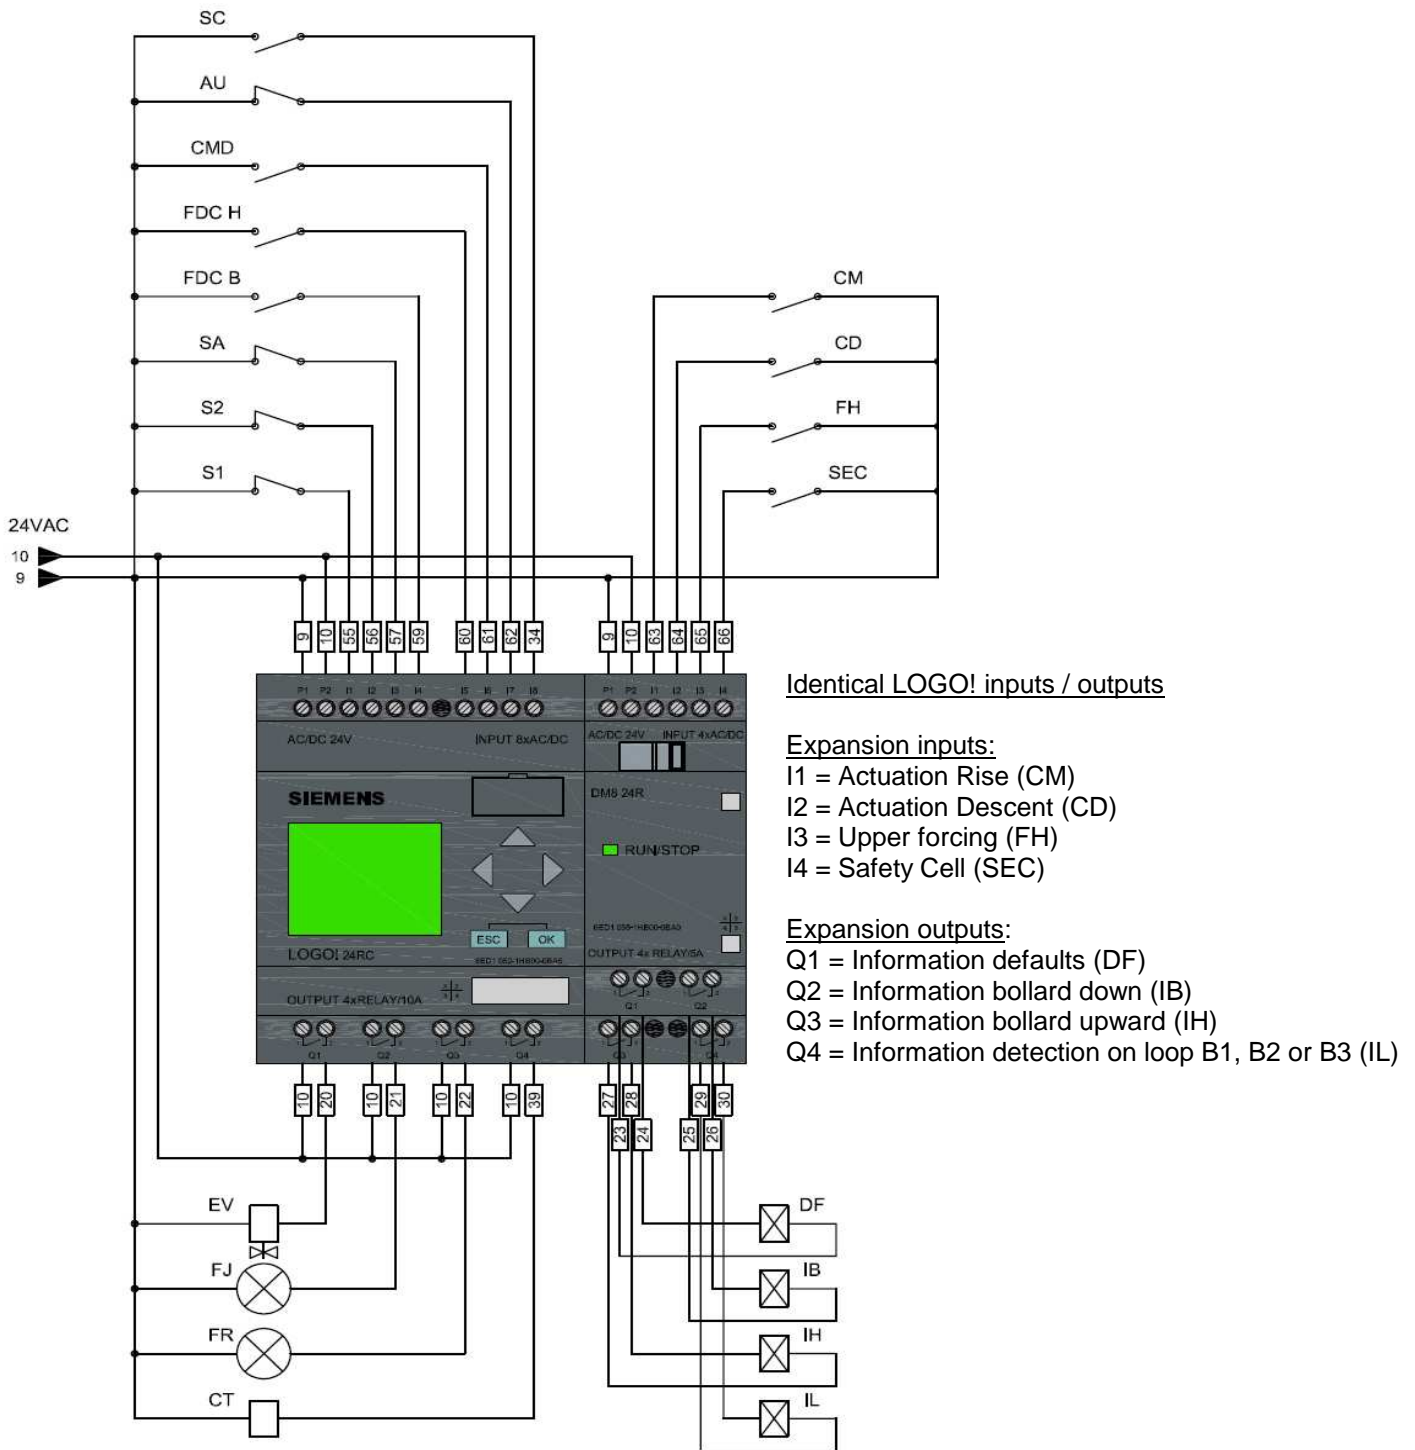 SC
AU
CMD
FDC H
FDC B
SA
S2
S1
CM
CD
FH
SEC
24VAC
10
9
9 10 55 56 57 59 60 61 62 34 9 10 63 64 65 66
P1 P2 I1 I2 I3 I4 I5 I6 I7 I8 P1 P2 I1 I2 I3 I4
AC/DC 24V INPUT 8xAC/DC AC/DC 24V INPUT 4xAC/DC
SIEMENS
DM8 24R
RUN/STOP
ESC OK
LOGO! 24RC
OUTPUT 4x RELAY/5A
OUTPUT 4xRELAY/10A
Q1 Q2
Q1 Q2 Q3 Q4 Q3 Q4
10 20 10 21 10 22 10 39 27 28 29 30
23 24 25 26
EV
FJ
FR
CT
DF
IB
IH
IL
Identical LOGO! inputs / outputs
Expansion inputs:
I1 = Actuation Rise (CM)
I2 = Actuation Descent (CD)
I3 = Upper forcing (FH)
I4 = Safety Cell (SEC)
Expansion outputs:
Q1 = Information defaults (DF)
Q2 = Information bollard down (IB)
Q3 = Information bollard upward (IH)
Q4 = Information detection on loop B1, B2 or B3 (IL)